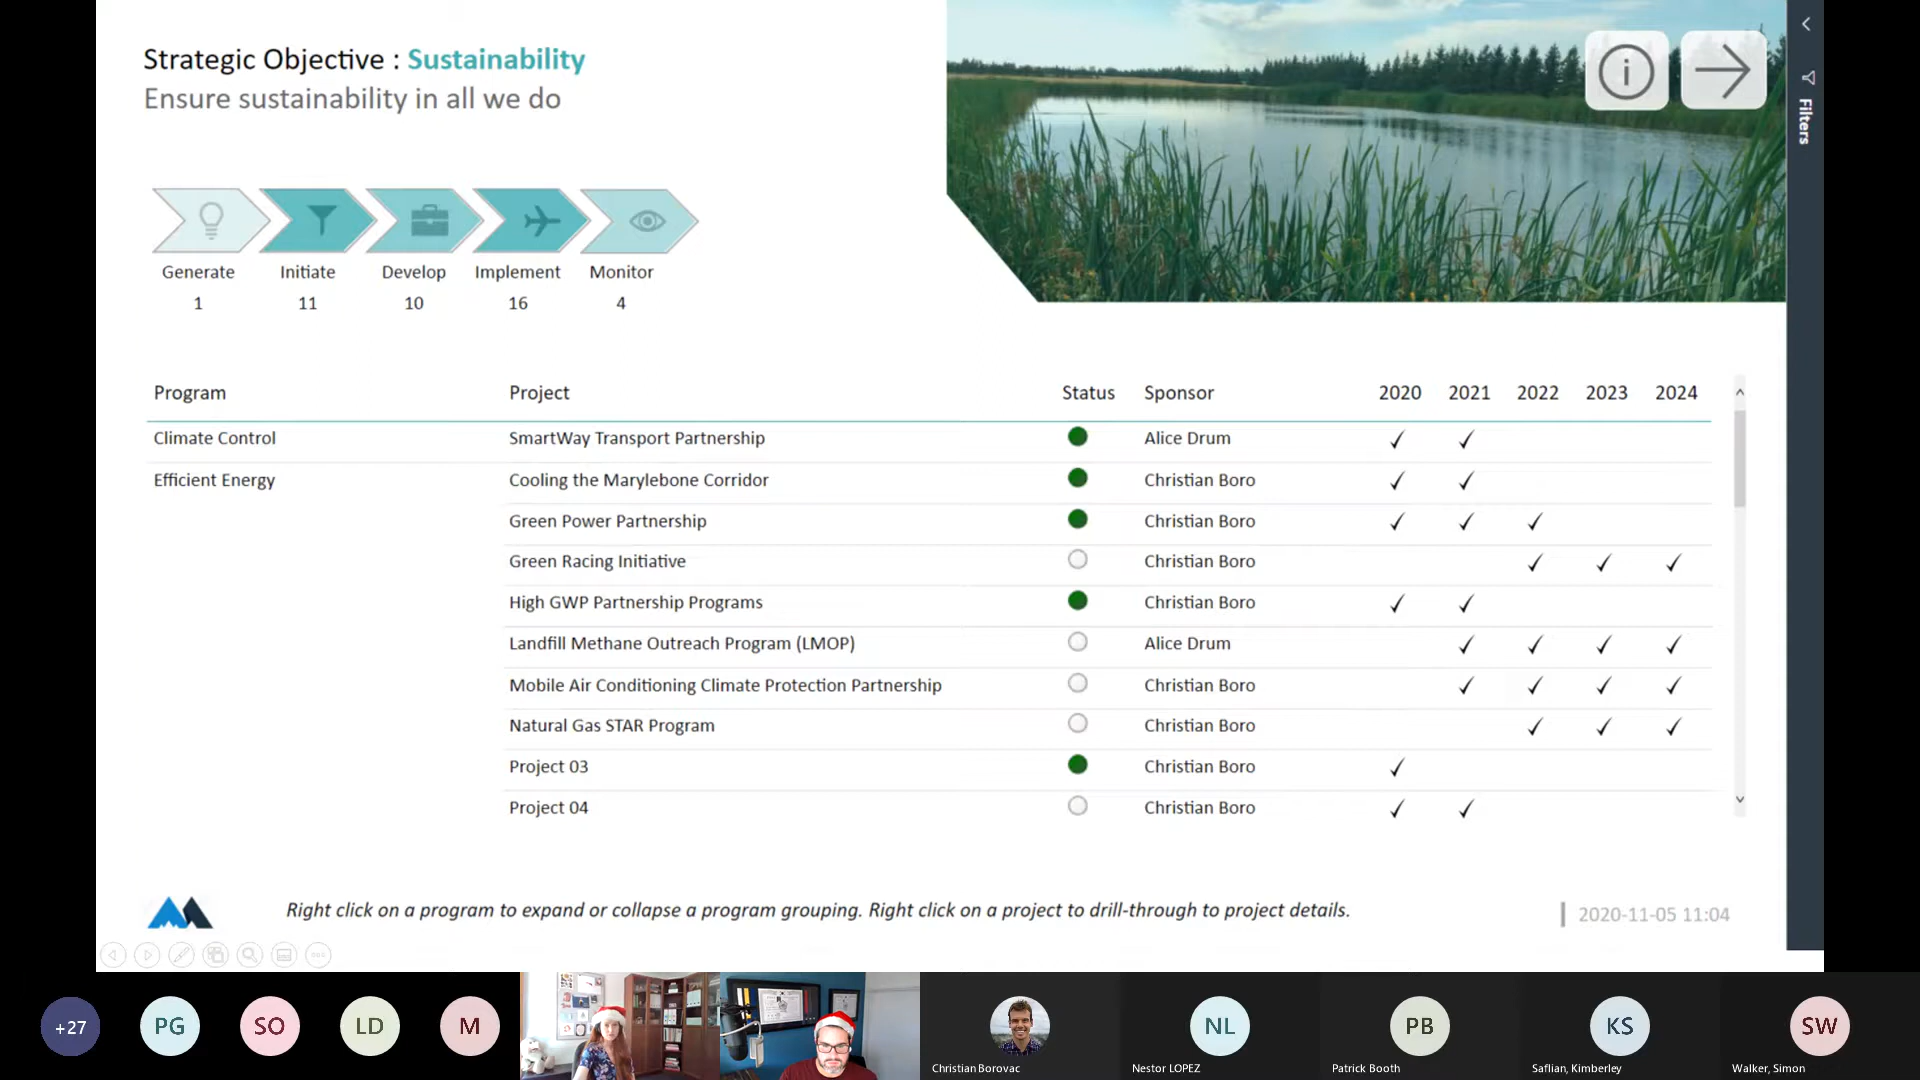 Strategic Objective : Sustainability
Ensure sustainability in all we do
Filters
Generate Initiate Develop Implement Monitor
1 11 10 16 4
Program Project Status Sponsor 2020 2021 2022 2023 2024
Climate Control SmartWay Transport Partnership Alice Drum ✓ ✓
Efficient Energy Cooling the Marylebone Corridor Christian Boro ✓ ✓
Green Power Partnership Christian Boro ✓ ✓ ✓
Green Racing Initiative Christian Boro ✓ ✓ ✓
High GWP Partnership Programs Christian Boro ✓ ✓
Landfill Methane Outreach Program (LMOP) Alice Drum ✓ ✓ ✓ ✓
Mobile Air Conditioning Climate Protection Partnership Christian Boro ✓ ✓ ✓ ✓
Natural Gas STAR Program Christian Boro ✓ ✓ ✓
Project 03 Christian Boro ✓
Project 04 Christian Boro ✓ ✓
Right click on a program to expand or collapse a program grouping. Right click on a project to drill-through to project details.
2020-11-05 11:04
+27 PG SO LD M NL PB KS SW
Christian Borovac Nestor LOPEZ Patrick Booth Saflian, Kimberley Walker, Simon